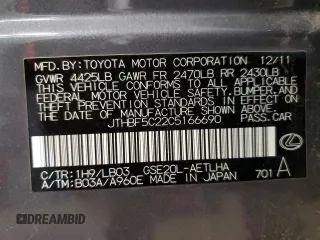 MFD. BY: TOYOTA MOTOR CORPORATION 12/11
GVWR 4425LB GAWR FR 2470LB RR 2430LB
THIS VEHICLE CONFORMS TO ALL APPLICABLE
FEDERAL MOTOR VEHICLE SAFETY, BUMPER, AND
THEFT PREVENTION STANDARDS IN EFFECT ON
THE DATE OF MANUFACTURE SHOWN ABOVE.
JTHBF5C22C5166690 PASS.CAR
C/TR: 1H9/LB03 GSE20L-AETLHA
A/TM: B03A/A960E MADE IN JAPAN 701 A
© DREAMBID
DREAMBID.COM